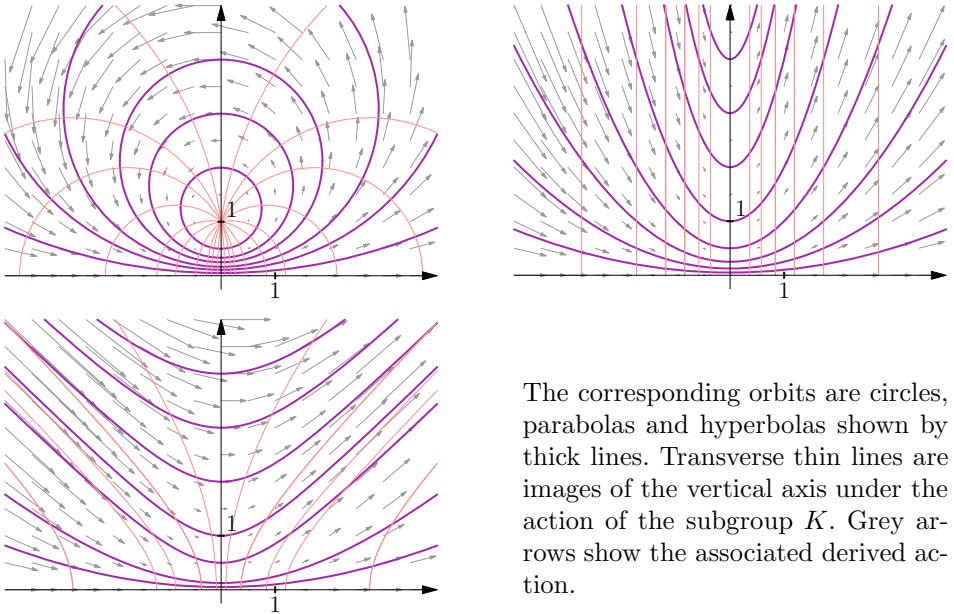 1
1
1
1
1
1
The corresponding orbits are circles,
parabolas and hyperbolas shown by
thick lines. Transverse thin lines are
images of the vertical axis under the
action of the subgroup K. Grey ar-
rows show the associated derived ac-
tion.